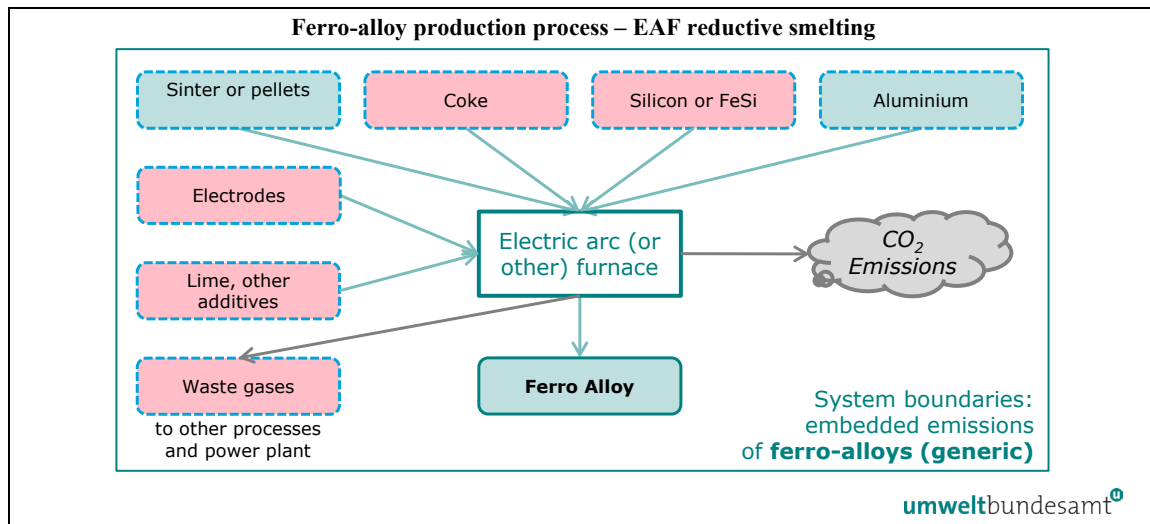 Ferro-alloy production process – EAF reductive smelting
Sinter or pellets
Coke
Silicon or FeSi
Aluminium
Electrodes
Electric arc (or
other) furnace
CO₂
Emissions
Lime, other
additives
Waste gases
to other processes
and power plant
Ferro Alloy
System boundaries:
embedded emissions
of ferro-alloys (generic)
umweltbundesamt u